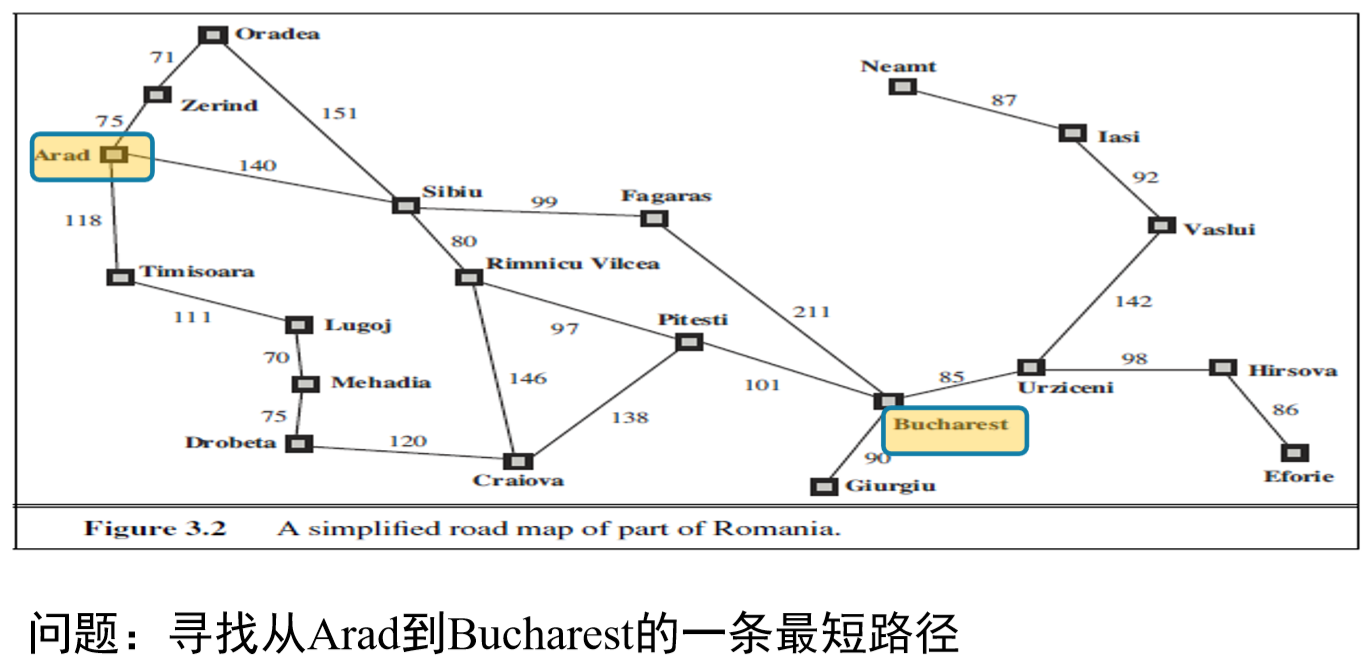 Oradea
Neamt
71
87
Zerind
151
75
Iasi
Arad
140
92
Sibiu
Fagaras
99
118
Vaslui
80
Rimnicu Vilcea
Timisoara
142
211
111
Lugoj
97
Pitesti
70
98
Hirsova
Mehadia
146
101
85
Urziceni
75
138
86
Bucharest
Drobeta
120
90
Craiova
Giurgiu
Eforie
Figure 3.2 A simplified road map of part of Romania.
问题：寻找从Arad到Bucharest的一条最短路径